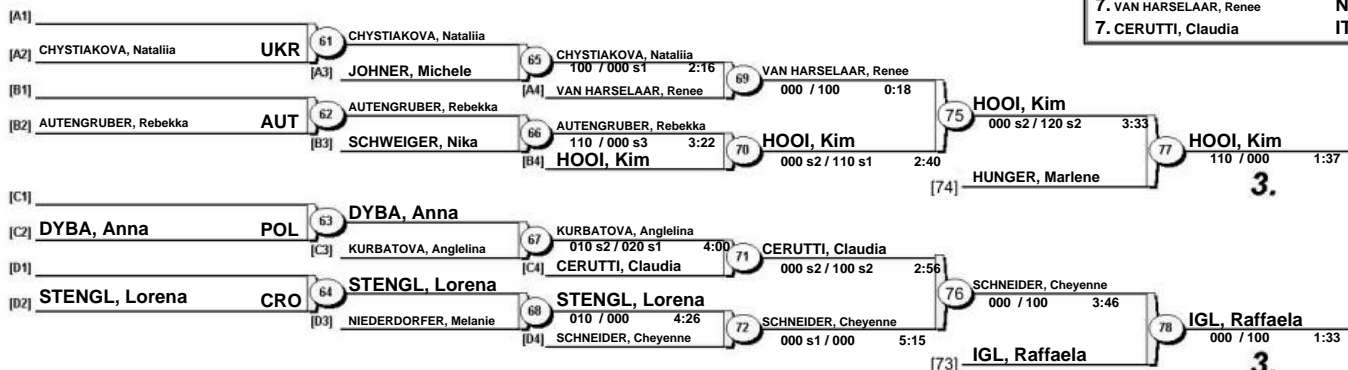 7. VAN HARSELAAR, Renee N
7. CERUTTI, Claudia IT
[A1]
[A2] CHYSTIAKOVA, Nataliia UKR
61
CHYSTIAKOVA, Nataliia
[A3] JOHNER, Michele
65
CHYSTIAKOVA, Nataliia
100 / 000 s1 2:16
[A4] VAN HARSELAAR, Renee
69
VAN HARSELAAR, Renee
000 / 100 0:18
[B1]
[B2] AUTENGRUBER, Rebekka AUT
62
AUTENGRUBER, Rebekka
[B3] SCHWEIGER, Nika
66
AUTENGRUBER, Rebekka
110 / 000 s3 3:22
[B4] HOOI, Kim
70
HOOI, Kim
000 s2 / 110 s1 2:40
75
HOOI, Kim
000 s2 / 120 s2 3:33
[74] HUNGER, Marlene
77
HOOI, Kim
110 / 000 1:37
3.
[C1]
[C2] DYBA, Anna POL
63
DYBA, Anna
[C3] KURBATOVA, Anglelina
67
KURBATOVA, Anglelina
010 s2 / 020 s1 4:00
[C4] CERUTTI, Claudia
71
CERUTTI, Claudia
000 s2 / 100 s2 2:56
[D1]
[D2] STENGL, Lorena CRO
64
STENGL, Lorena
[D3] NIEDERDORFER, Melanie
68
STENGL, Lorena
010 / 000 4:26
[D4] SCHNEIDER, Cheyenne
72
SCHNEIDER, Cheyenne
000 s1 / 000 5:15
76
SCHNEIDER, Cheyenne
000 / 100 3:46
[73] IGL, Raffaela
78
IGL, Raffaela
000 / 100 1:33
3.